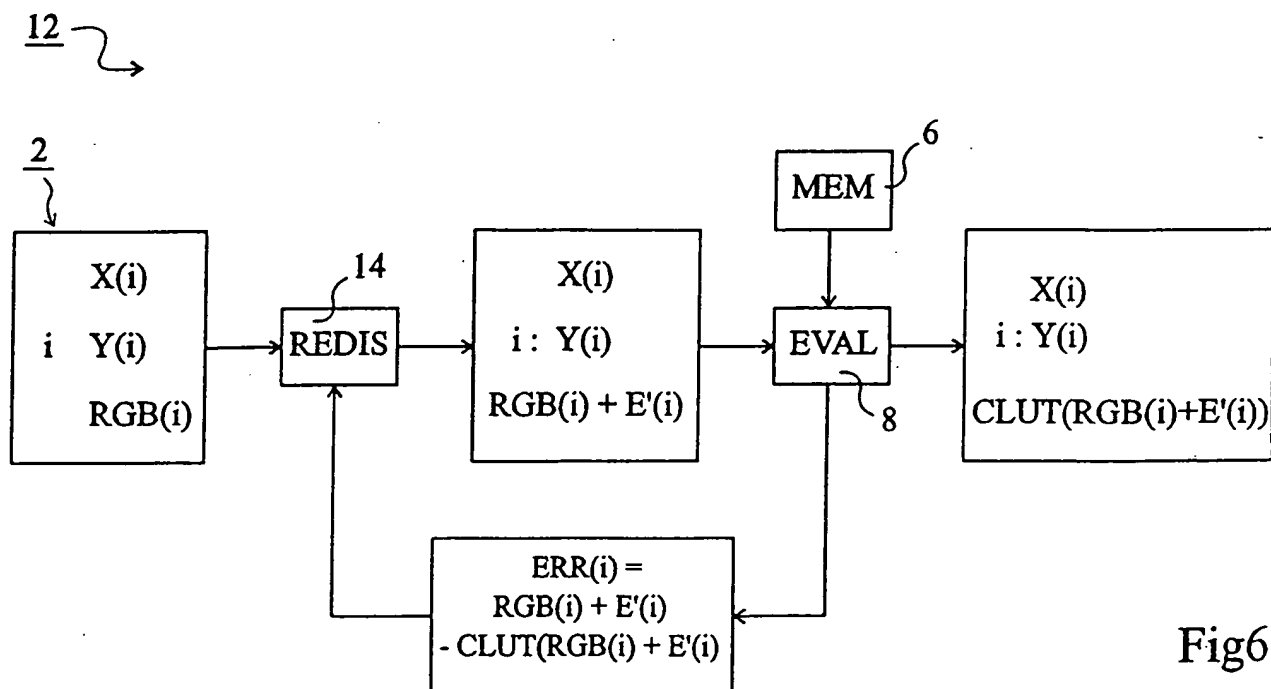 12
2
X(i)
i Y(i)
RGB(i)
14
REDIS
X(i)
i : Y(i)
RGB(i) + E'(i)
6
MEM
EVAL
8
X(i)
i : Y(i)
CLUT(RGB(i)+E'(i))
ERR(i) =
RGB(i) + E'(i)
- CLUT(RGB(i) + E'(i)
Fig6